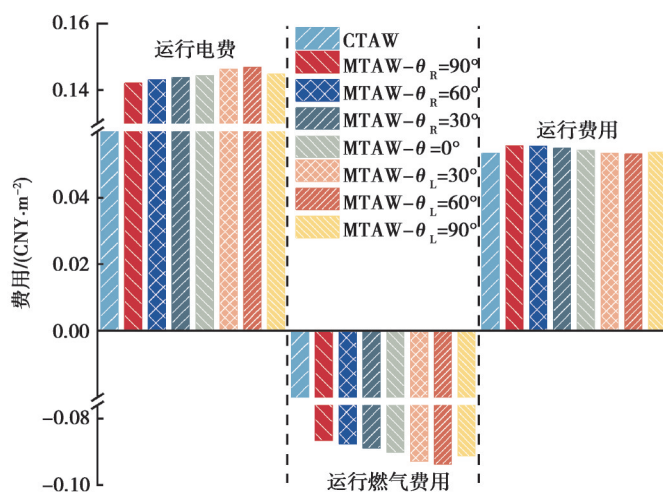 费用/(CNY·m⁻²)
0.16
0.14
0.04
0.02
0.00
−0.08
−0.10
运行电费
CTAW
MTAW-θR=90°
MTAW-θR=60°
MTAW-θR=30°
MTAW-θ=0°
MTAW-θL=30°
MTAW-θL=60°
MTAW-θL=90°
运行费用
运行燃气费用